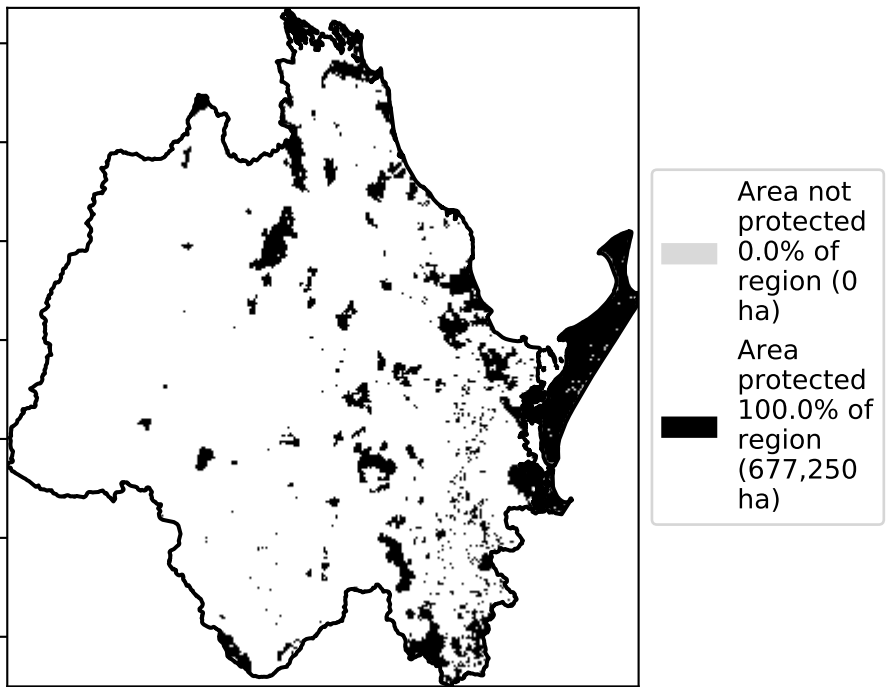 Area not
protected
0.0% of
region (0
ha)
Area
protected
100.0% of
region
(677,250
ha)